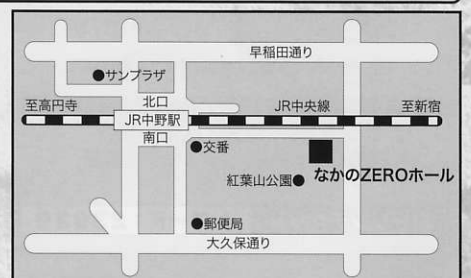 早稲田通り
●サンプラザ
至高円寺
北口
JR中央線
至新宿
JR中野駅
南口
●交番
紅葉山公園●
なかのZEROホール
●郵便局
大久保通り